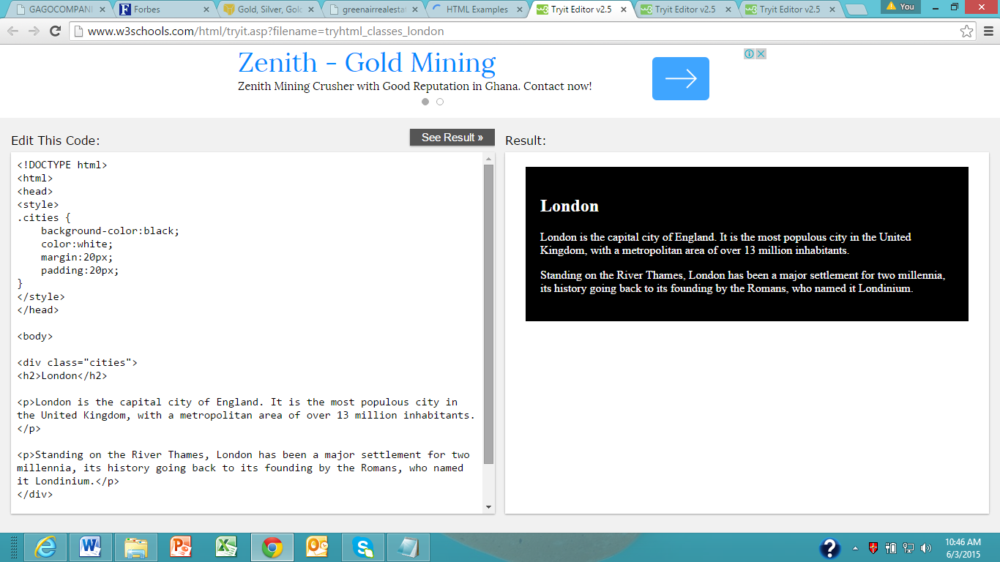 GAGOCOMPANI
Forbes
Gold, Silver, Gold
greenairrealestat
HTML Examples
Tryit Editor v2.5
Tryit Editor v2.5
Tryit Editor v2.5
You
www.w3schools.com/html/tryit.asp?filename=tryhtml_classes_london
Zenith - Gold Mining
Zenith Mining Crusher with Good Reputation in Ghana. Contact now!
Edit This Code:
See Result »
Result:
<!DOCTYPE html>
<html>
<head>
<style>
.cities {
    background-color:black;
    color:white;
    margin:20px;
    padding:20px;
}
</style>
</head>
<body>
<div class="cities">
<h2>London</h2>
<p>London is the capital city of England. It is the most populous city in
the United Kingdom, with a metropolitan area of over 13 million inhabitants.
</p>
<p>Standing on the River Thames, London has been a major settlement for two
millennia, its history going back to its founding by the Romans, who named
it Londinium.</p>
</div>
London
London is the capital city of England. It is the most populous city in the United
Kingdom, with a metropolitan area of over 13 million inhabitants.
Standing on the River Thames, London has been a major settlement for two millennia,
its history going back to its founding by the Romans, who named it Londinium.
10:46 AM
6/3/2015